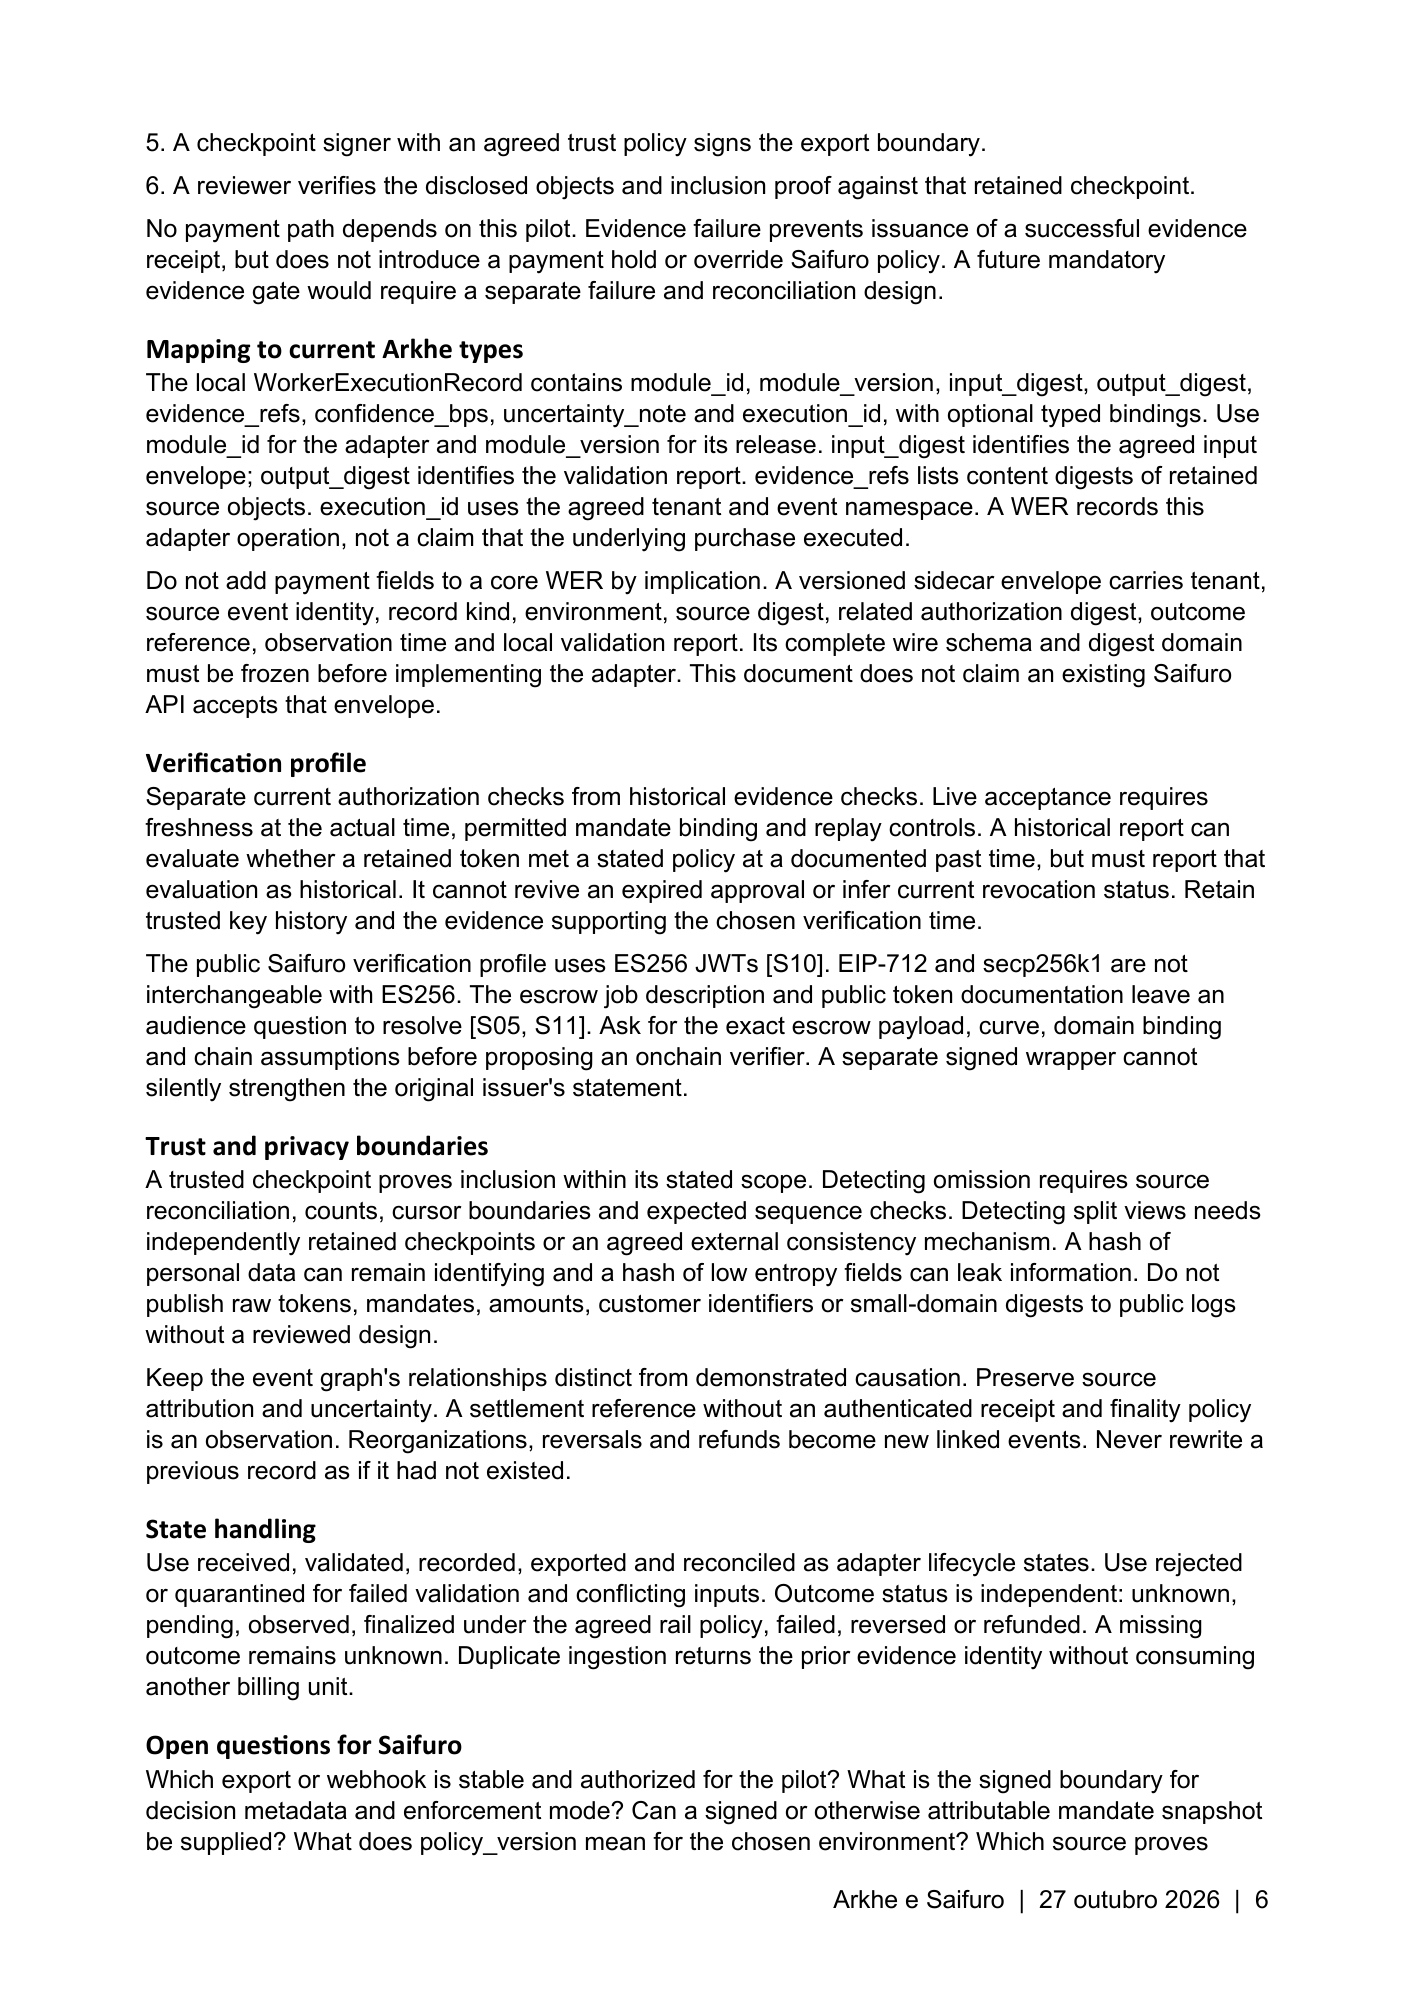 5. A checkpoint signer with an agreed trust policy signs the export boundary.
6. A reviewer verifies the disclosed objects and inclusion proof against that retained checkpoint.
No payment path depends on this pilot. Evidence failure prevents issuance of a successful evidence
receipt, but does not introduce a payment hold or override Saifuro policy. A future mandatory
evidence gate would require a separate failure and reconciliation design.
Mapping to current Arkhe types
The local WorkerExecutionRecord contains module_id, module_version, input_digest, output_digest,
evidence_refs, confidence_bps, uncertainty_note and execution_id, with optional typed bindings. Use
module_id for the adapter and module_version for its release. input_digest identifies the agreed input
envelope; output_digest identifies the validation report. evidence_refs lists content digests of retained
source objects. execution_id uses the agreed tenant and event namespace. A WER records this
adapter operation, not a claim that the underlying purchase executed.
Do not add payment fields to a core WER by implication. A versioned sidecar envelope carries tenant,
source event identity, record kind, environment, source digest, related authorization digest, outcome
reference, observation time and local validation report. Its complete wire schema and digest domain
must be frozen before implementing the adapter. This document does not claim an existing Saifuro
API accepts that envelope.
Verification profile
Separate current authorization checks from historical evidence checks. Live acceptance requires
freshness at the actual time, permitted mandate binding and replay controls. A historical report can
evaluate whether a retained token met a stated policy at a documented past time, but must report that
evaluation as historical. It cannot revive an expired approval or infer current revocation status. Retain
trusted key history and the evidence supporting the chosen verification time.
The public Saifuro verification profile uses ES256 JWTs [S10]. EIP-712 and secp256k1 are not
interchangeable with ES256. The escrow job description and public token documentation leave an
audience question to resolve [S05, S11]. Ask for the exact escrow payload, curve, domain binding
and chain assumptions before proposing an onchain verifier. A separate signed wrapper cannot
silently strengthen the original issuer's statement.
Trust and privacy boundaries
A trusted checkpoint proves inclusion within its stated scope. Detecting omission requires source
reconciliation, counts, cursor boundaries and expected sequence checks. Detecting split views needs
independently retained checkpoints or an agreed external consistency mechanism. A hash of
personal data can remain identifying and a hash of low entropy fields can leak information. Do not
publish raw tokens, mandates, amounts, customer identifiers or small-domain digests to public logs
without a reviewed design.
Keep the event graph's relationships distinct from demonstrated causation. Preserve source
attribution and uncertainty. A settlement reference without an authenticated receipt and finality policy
is an observation. Reorganizations, reversals and refunds become new linked events. Never rewrite a
previous record as if it had not existed.
State handling
Use received, validated, recorded, exported and reconciled as adapter lifecycle states. Use rejected
or quarantined for failed validation and conflicting inputs. Outcome status is independent: unknown,
pending, observed, finalized under the agreed rail policy, failed, reversed or refunded. A missing
outcome remains unknown. Duplicate ingestion returns the prior evidence identity without consuming
another billing unit.
Open questions for Saifuro
Which export or webhook is stable and authorized for the pilot? What is the signed boundary for
decision metadata and enforcement mode? Can a signed or otherwise attributable mandate snapshot
be supplied? What does policy_version mean for the chosen environment? Which source proves
Arkhe e Saifuro | 27 outubro 2026 | 6